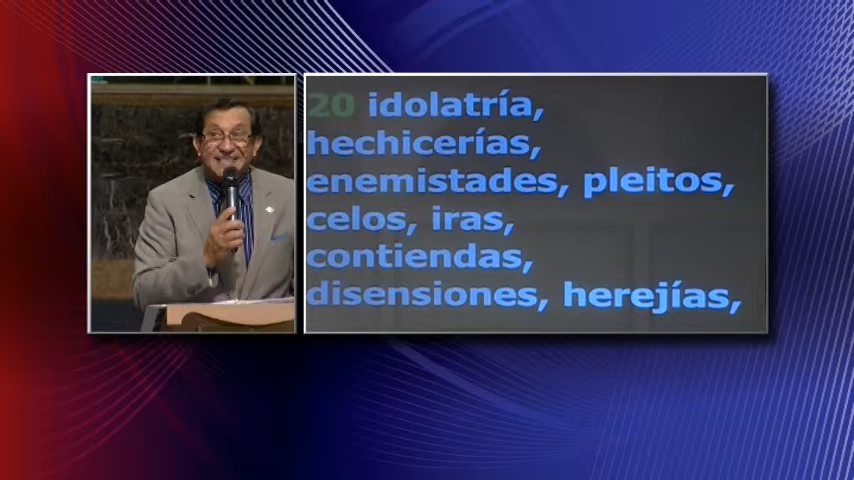 20 idolatría,
hechicerías,
enemistades, pleitos,
celos, iras,
contiendas,
disensiones, herejías,